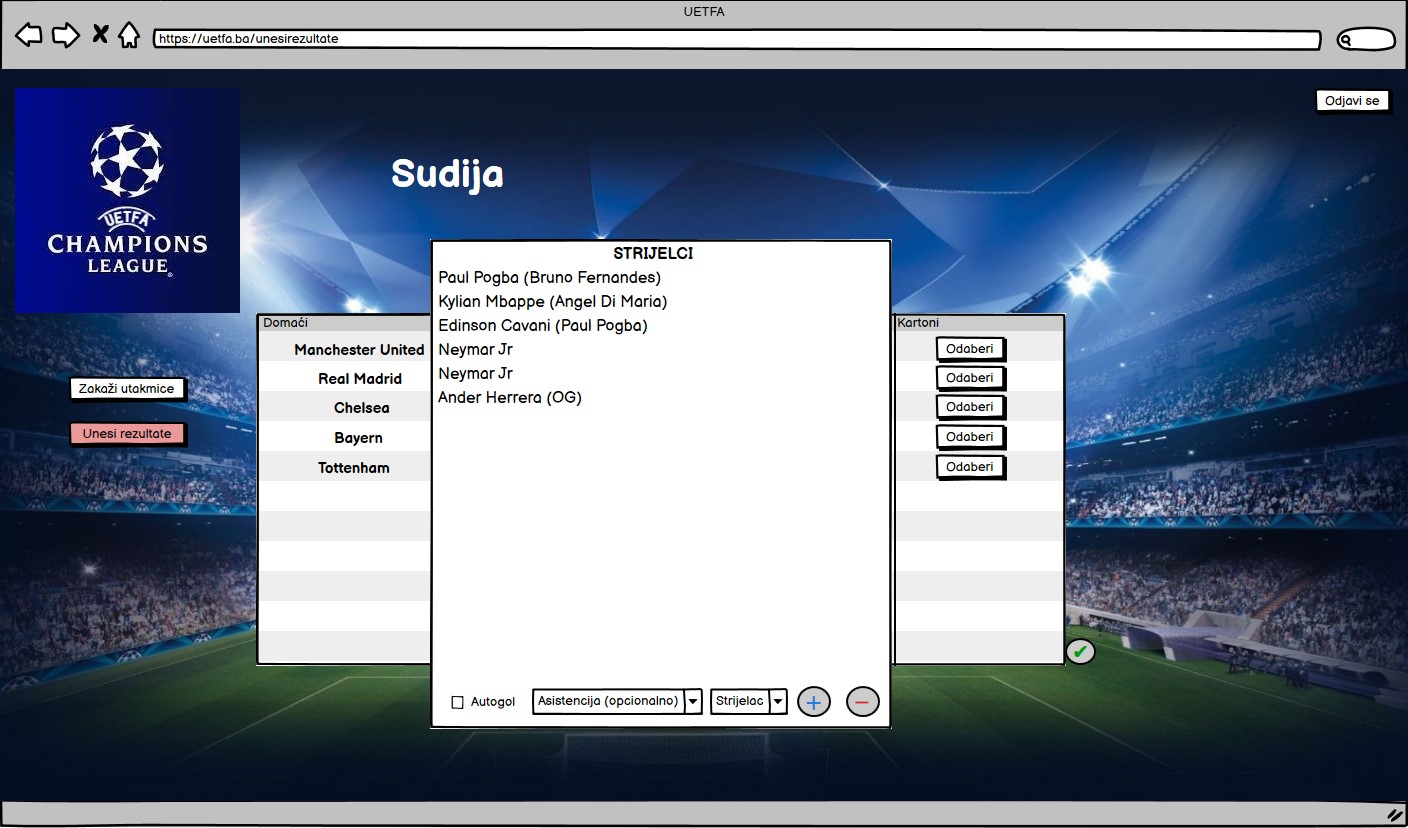 UETFA
https://uetfa.ba/unesirezultate
Odjavi se
UETFA
CHAMPIONS
LEAGUE®
Sudija
Zakaži utakmice
Unesi rezultate
Domaći
Manchester United
Real Madrid
Chelsea
Bayern
Tottenham
STRIJELCI
Paul Pogba (Bruno Fernandes)
Kylian Mbappe (Angel Di Maria)
Edinson Cavani (Paul Pogba)
Neymar Jr
Neymar Jr
Ander Herrera (OG)
Autogol
Asistencija (opcionalno)
Strijelac
Kartoni
Odaberi
Odaberi
Odaberi
Odaberi
Odaberi